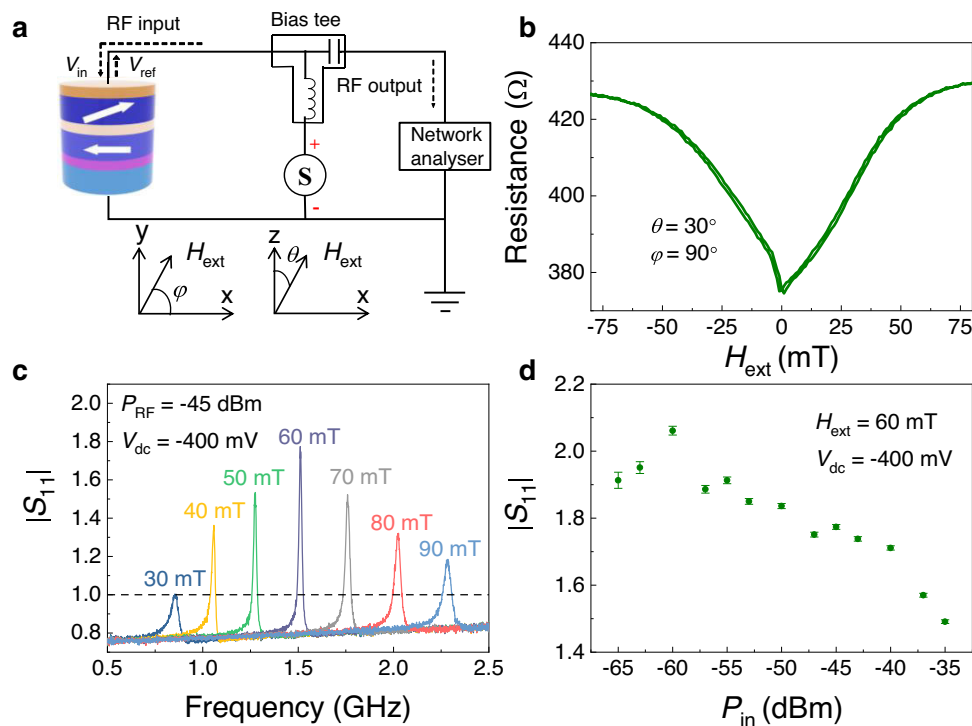 a
RF input
Bias tee
V_in
V_ref
RF output
+
S
-
Network
analyser
y
H_ext
φ
x
z
θ
H_ext
x
b
Resistance (Ω)
440
420
400
380
θ = 30°
φ = 90°
-75 -50 -25 0 25 50 75
H_ext (mT)
c
|S_11|
2.0
1.8
1.6
1.4
1.2
1.0
0.8
P_RF = -45 dBm
V_dc = -400 mV
60 mT
50 mT
70 mT
40 mT
80 mT
90 mT
30 mT
0.5 1.0 1.5 2.0 2.5
Frequency (GHz)
d
|S_11|
2.2
2.0
1.8
1.6
1.4
H_ext = 60 mT
V_dc = -400 mV
-65 -60 -55 -50 -45 -40 -35
P_in (dBm)